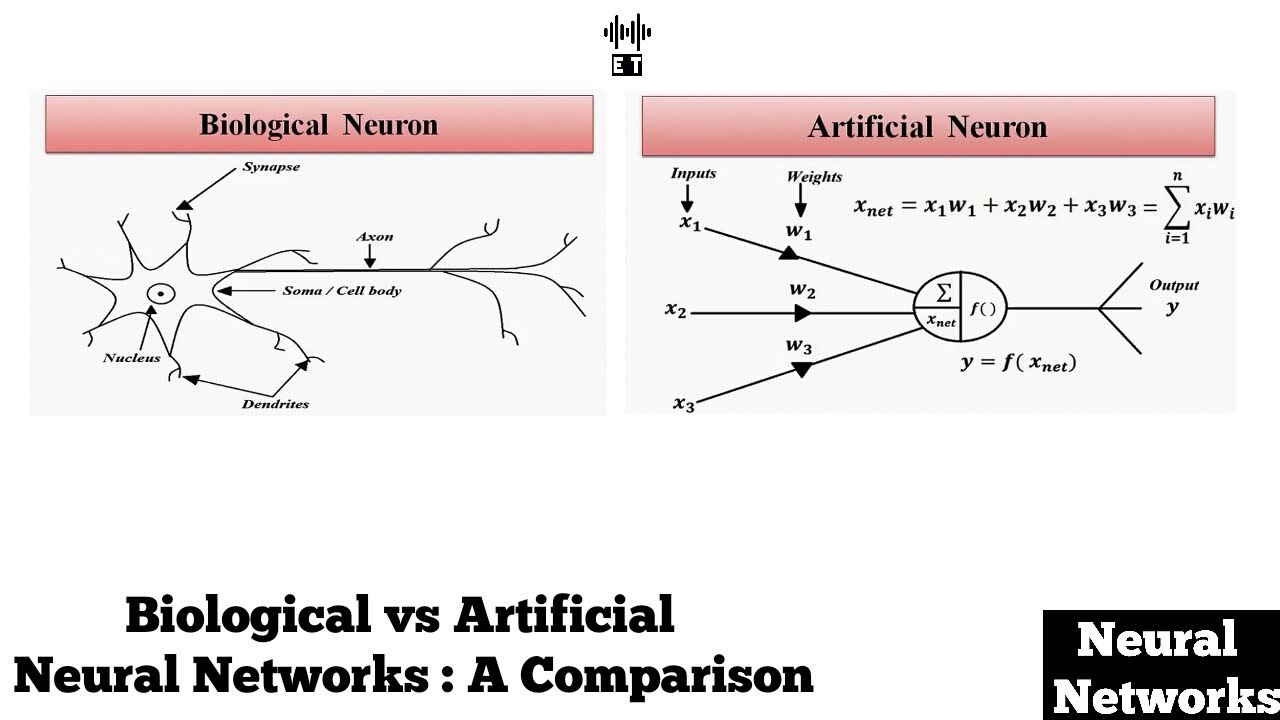 ET
Biological Neuron
Synapse
Axon
Soma / Cell body
Nucleus
Dendrites
Artificial Neuron
Inputs
Weights
x₁
w₁
xₙₑₜ = x₁w₁ + x₂w₂ + x₃w₃ = ∑ⁿᵢ₌₁ xᵢwᵢ
x₂
w₂
x₃
w₃
∑
xₙₑₜ
f()
Output
y
y = f( xₙₑₜ)
Biological vs Artificial
Neural Networks : A Comparison
Neural
Networks